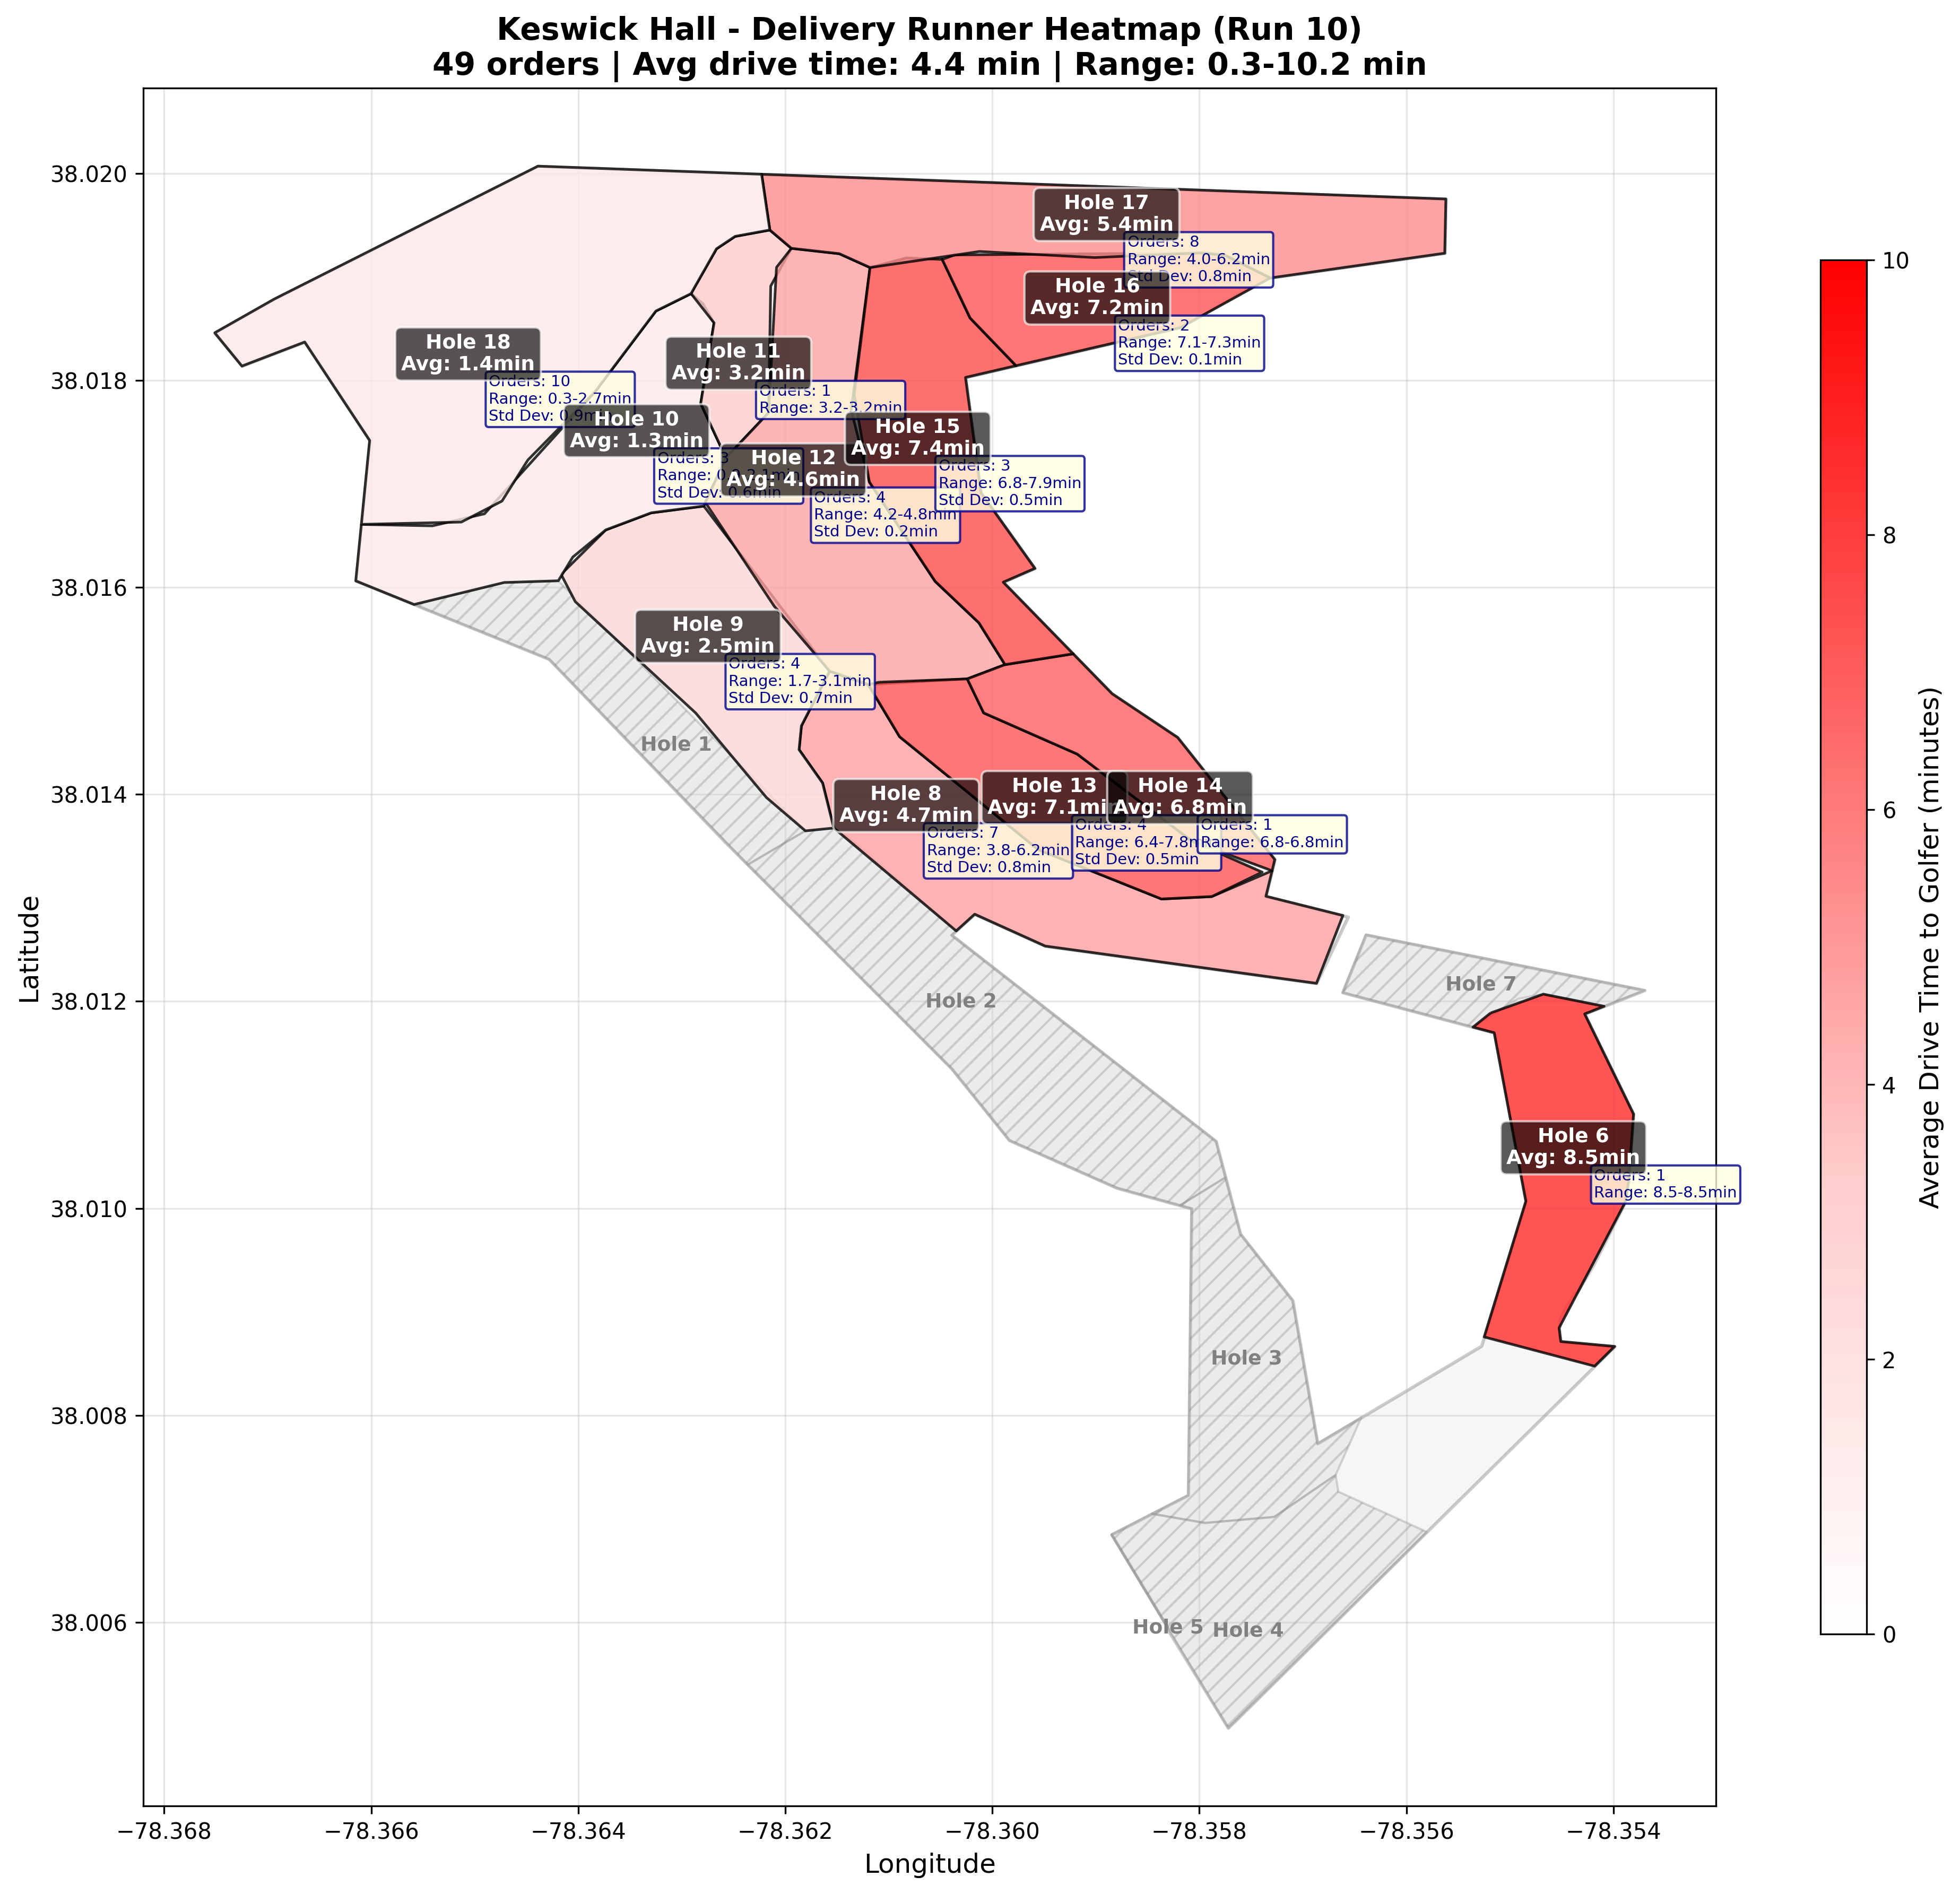 Keswick Hall - Delivery Runner Heatmap (Run 10)
49 orders | Avg drive time: 4.4 min | Range: 0.3-10.2 min
Latitude
38.020
38.018
38.016
38.014
38.012
38.010
38.008
38.006
Hole 17
Avg: 5.4min
Orders: 8
Range: 4.0-6.2min
Std Dev: 0.8min
Hole 16
Avg: 7.2min
Orders: 2
Range: 7.1-7.3min
Std Dev: 0.1min
Hole 18
Avg: 1.4min
Orders: 10
Range: 0.3-2.7min
Std Dev: 0.9min
Hole 11
Avg: 3.2min
Orders: 1
Range: 3.2-3.2min
Hole 10
Avg: 1.3min
Orders: 3
Range:
Std Dev: 0.6min
Hole 15
Avg: 7.4min
Orders: 3
Range: 6.8-7.9min
Std Dev: 0.5min
Hole 12
Avg: 4.6min
Orders: 4
Range: 4.2-4.8min
Std Dev: 0.2min
Hole 9
Avg: 2.5min
Orders: 4
Range: 1.7-3.1min
Std Dev: 0.7min
Hole 1
Hole 8
Avg: 4.7min
Orders: 7
Range: 3.8-6.2min
Std Dev: 0.8min
Hole 13
Avg: 7.1min
Orders: 4
Range: 6.4-7.8min
Std Dev: 0.5min
Hole 14
Avg: 6.8min
Orders: 1
Range: 6.8-6.8min
Hole 2
Hole 7
Hole 6
Avg: 8.5min
Orders: 1
Range: 8.5-8.5min
Hole 3
Hole 5
Hole 4
−78.368
−78.366
−78.364
−78.362
−78.360
−78.358
−78.356
−78.354
Longitude
10
8
6
4
2
0
Average Drive Time to Golfer (minutes)